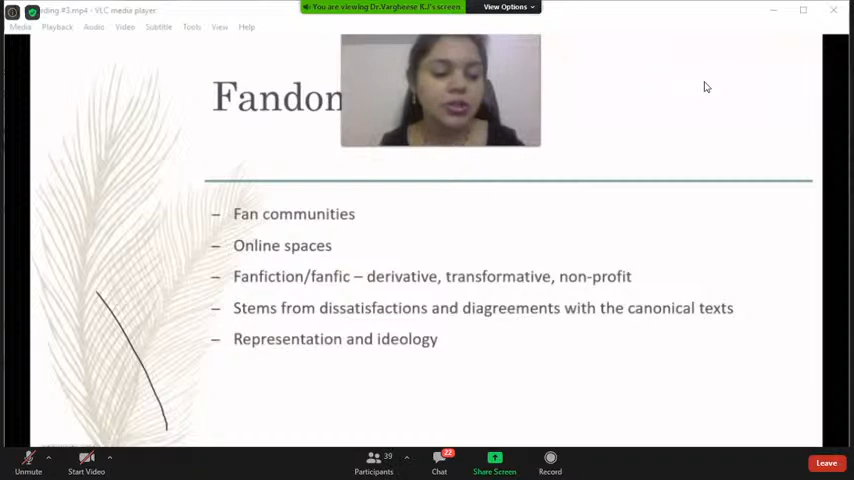 You are viewing Dr.Vargheese K.J'sscreen
View Options
ding #3.mp4 - VLC media player
Media Playback Audio Video Subtitle Tools View Help
Fandom
– Fan communities
– Online spaces
– Fanfiction/fanfic – derivative, transformative, non-profit
– Stems from dissatisfactions and diagreements with the canonical texts
– Representation and ideology
39
22
Unmute Start Video Participants Chat Share Screen Record Leave